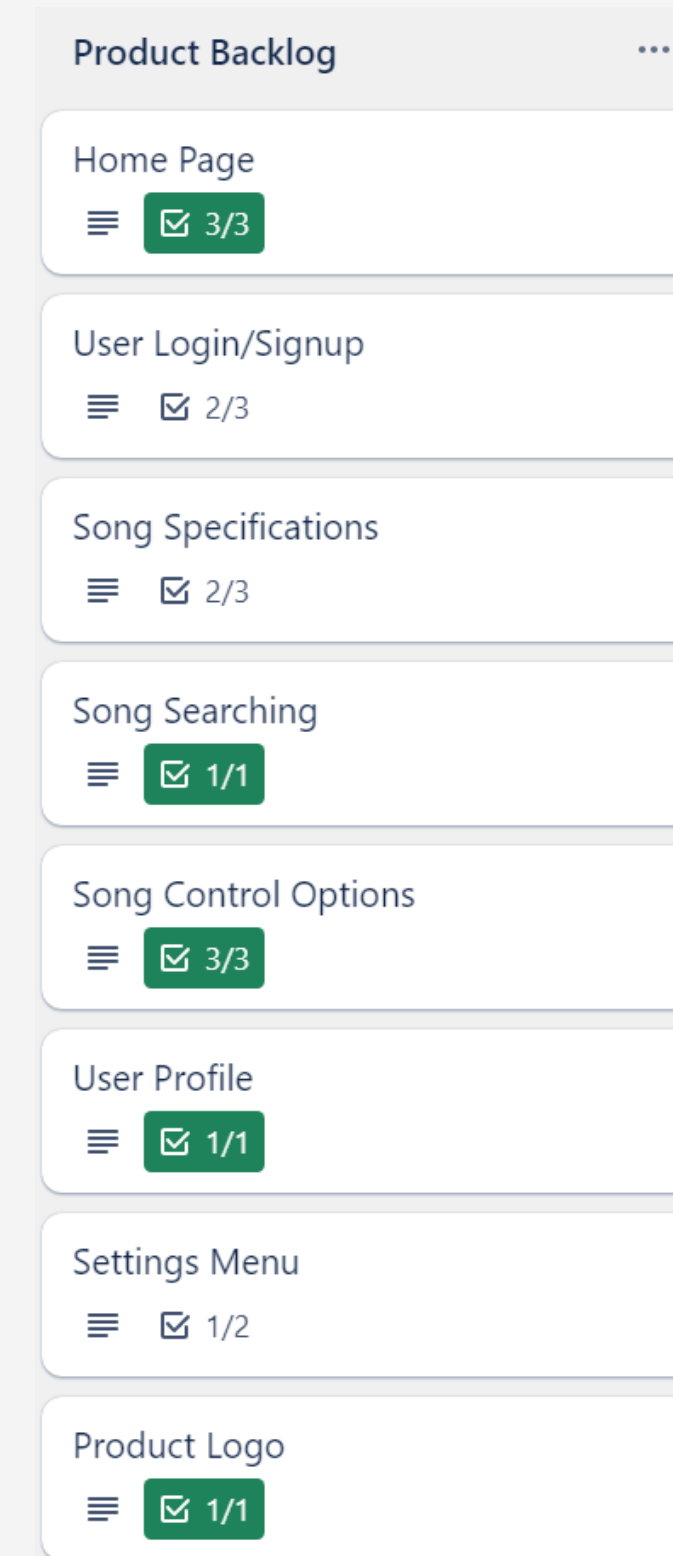 Product Backlog
Home Page
3/3
User Login/Signup
2/3
Song Specifications
2/3
Song Searching
1/1
Song Control Options
3/3
User Profile
1/1
Settings Menu
1/2
Product Logo
1/1